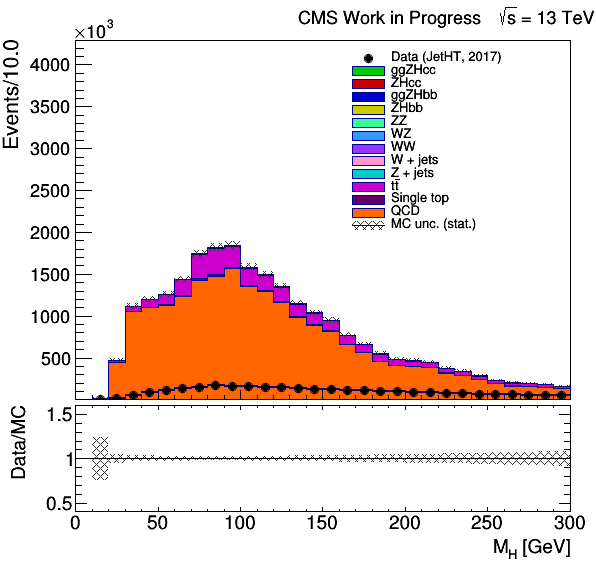 CMS Work in Progress √s = 13 TeV
×10³
Events/10.0
4000
3500
3000
2500
2000
1500
1000
500
Data (JetHT, 2017)
ggZHcc
ZHcc
ggZHbb
ZHbb
ZZ
WZ
WW
W + jets
Z + jets
tt̄
Single top
QCD
MC unc. (stat.)
Data/MC
1.5
1
0.5
0 50 100 150 200 250 300
M_H [GeV]